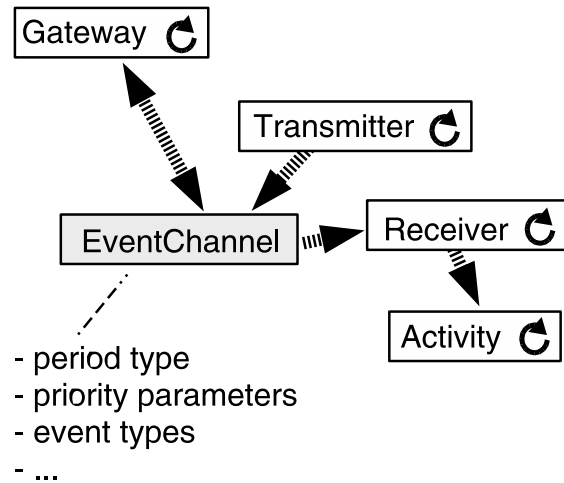 Gateway
Transmitter
EventChannel
Receiver
Activity
- period type
- priority parameters
- event types
- ...